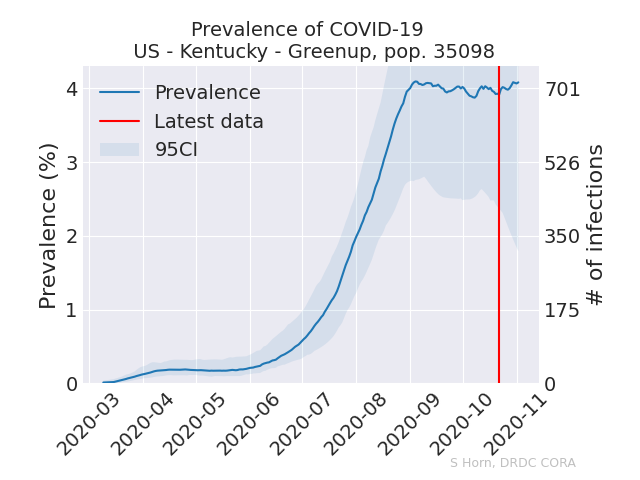 Prevalence of COVID-19
US - Kentucky - Greenup, pop. 35098
Prevalence
Latest data
95CI
Prevalence (%)
4
3
2
1
0
701
526
350
175
0
# of infections
2020-03
2020-04
2020-05
2020-06
2020-07
2020-08
2020-09
2020-10
2020-11
S Horn, DRDC CORA